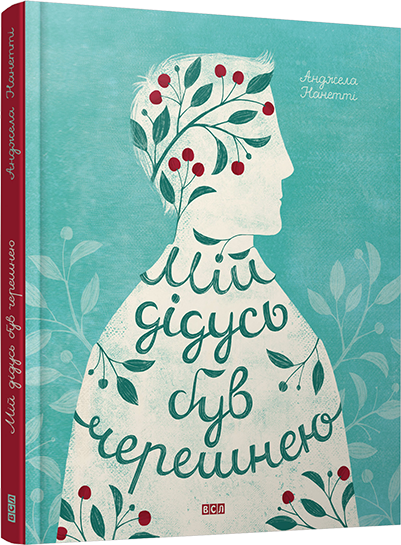 Анджела
Нанетті
Мій
дідусь
був
черешнею
ВСЛ
Мій дідусь був черешнею Анджела Нанетті
ВСЛ